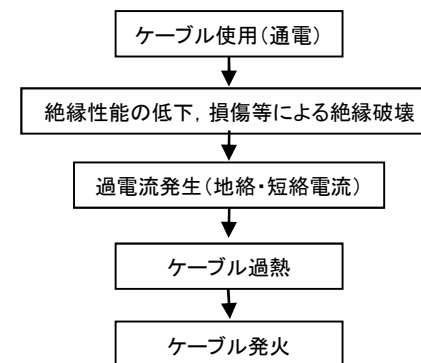 ケーブル使用（通電）
絶縁性能の低下，損傷等による絶縁破壊
過電流発生（地絡・短絡電流）
ケーブル過熱
ケーブル発火